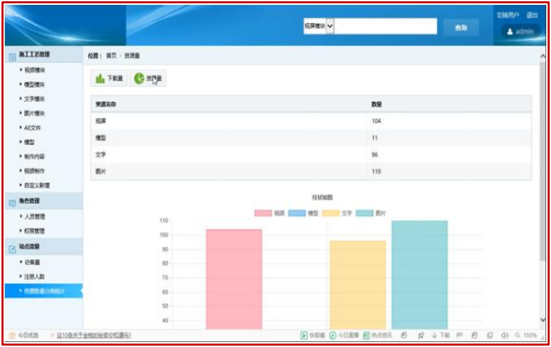 切换用户 退出
视屏模块 查询 admin
施工工艺管理
视频模块
模型模块
文字模块
图片模块
AE文件
模型
制作内容
视频制作
自定义新增
角色管理
人员管理
权限管理
站点流量
访客量
注册人数
资源数量分析统计
位置： 首页 资源量
下载量 资源量
资源名称 数量
视屏 104
模型 11
文字 96
图片 110
柱状如图
视频 模型 文字 图片
110
100
90
80
70
60
50
40
今日优选
今日直播 热点资讯 下载 100%